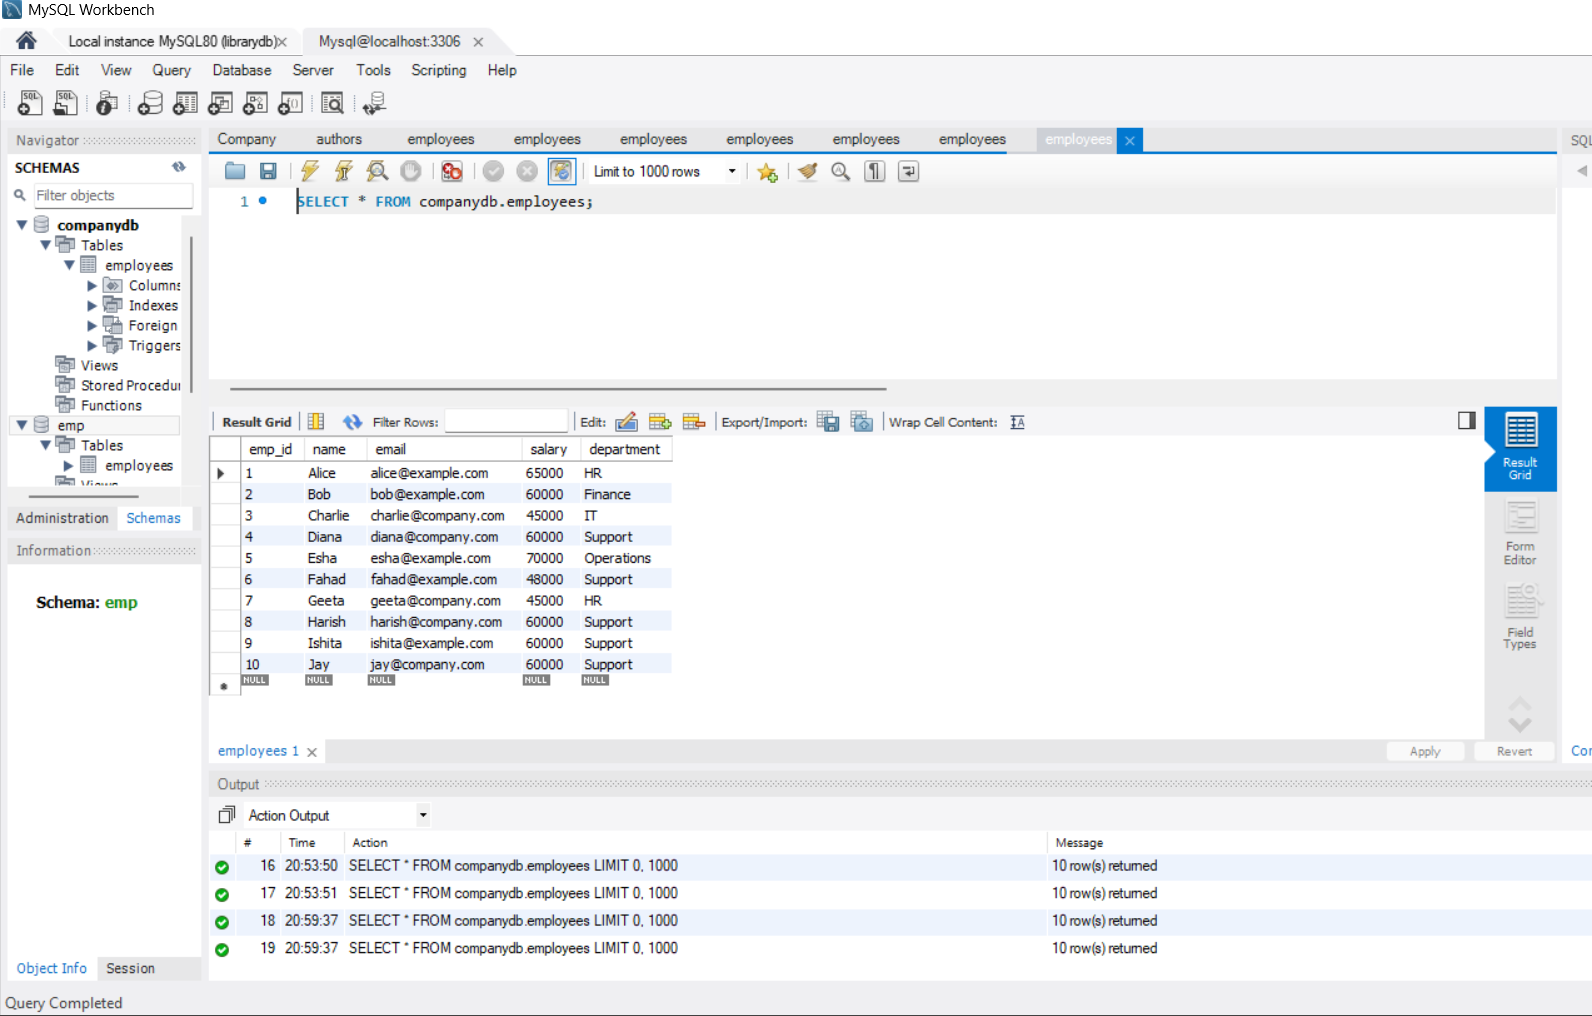 MySQL Workbench
Local instance MySQL80 (librarydb)
Mysql@localhost:3306
File Edit View Query Database Server Tools Scripting Help
Navigator
SCHEMAS
Filter objects
companydb
Tables
employees
Columns
Indexes
Foreign
Triggers
Views
Stored Procedu
Functions
emp
Tables
employees
Views
Administration Schemas
Information
Schema: emp
Object Info Session
Company authors employees employees employees employees employees employees employees
Limit to 1000 rows
1 SELECT * FROM companydb.employees;
Result Grid Filter Rows: Edit: Export/Import: Wrap Cell Content:
emp_id name email salary department
1 Alice alice@example.com 65000 HR
2 Bob bob@example.com 60000 Finance
3 Charlie charlie@company.com 45000 IT
4 Diana diana@company.com 60000 Support
5 Esha esha@example.com 70000 Operations
6 Fahad fahad@example.com 48000 Support
7 Geeta geeta@company.com 45000 HR
8 Harish harish@company.com 60000 Support
9 Ishita ishita@example.com 60000 Support
10 Jay jay@company.com 60000 Support
NULL NULL NULL NULL NULL
Result
Grid
Form
Editor
Field
Types
employees 1
Apply Revert
SQL
Output
Action Output
# Time Action Message
16 20:53:50 SELECT * FROM companydb.employees LIMIT 0, 1000 10 row(s) returned
17 20:53:51 SELECT * FROM companydb.employees LIMIT 0, 1000 10 row(s) returned
18 20:59:37 SELECT * FROM companydb.employees LIMIT 0, 1000 10 row(s) returned
19 20:59:37 SELECT * FROM companydb.employees LIMIT 0, 1000 10 row(s) returned
Query Completed